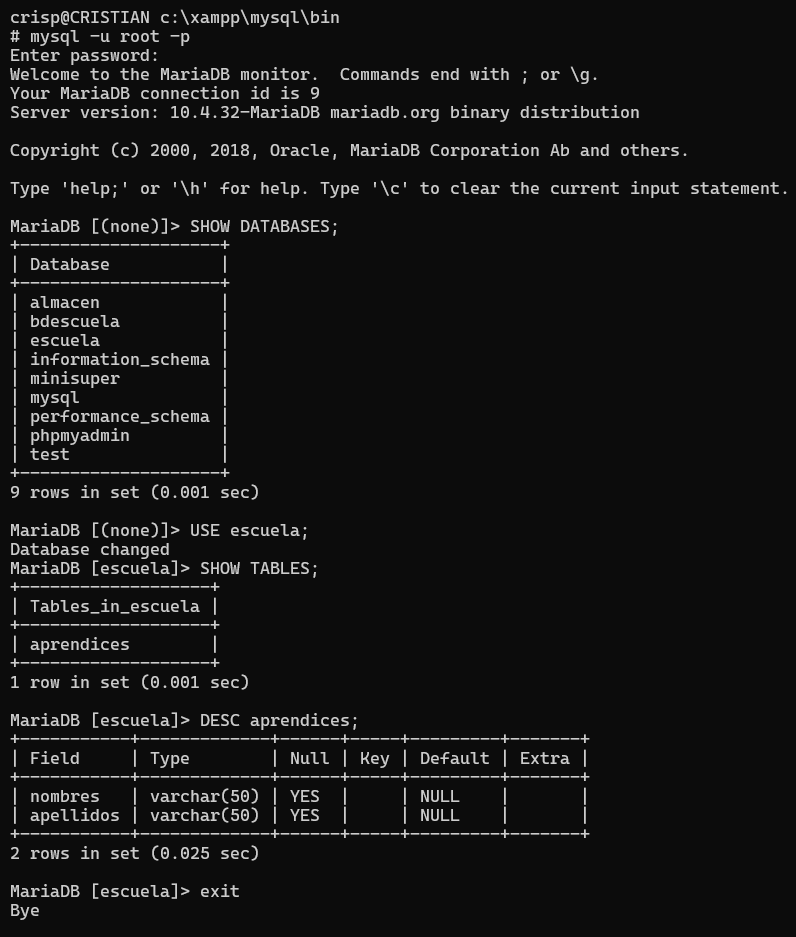 crisp@CRISTIAN c:\xampp\mysql\bin
# mysql -u root -p
Enter password:
Welcome to the MariaDB monitor.  Commands end with ; or \g.
Your MariaDB connection id is 9
Server version: 10.4.32-MariaDB mariadb.org binary distribution

Copyright (c) 2000, 2018, Oracle, MariaDB Corporation Ab and others.

Type 'help;' or '\h' for help. Type '\c' to clear the current input statement.

MariaDB [(none)]> SHOW DATABASES;
+--------------------+
| Database           |
+--------------------+
| almacen            |
| bdescuela          |
| escuela            |
| information_schema |
| minisuper          |
| mysql              |
| performance_schema |
| phpmyadmin         |
| test               |
+--------------------+
9 rows in set (0.001 sec)

MariaDB [(none)]> USE escuela;
Database changed
MariaDB [escuela]> SHOW TABLES;
+-------------------+
| Tables_in_escuela |
+-------------------+
| aprendices        |
+-------------------+
1 row in set (0.001 sec)

MariaDB [escuela]> DESC aprendices;
+-----------+-------------+------+-----+---------+-------+
| Field     | Type        | Null | Key | Default | Extra |
+-----------+-------------+------+-----+---------+-------+
| nombres   | varchar(50) | YES  |     | NULL    |       |
| apellidos | varchar(50) | YES  |     | NULL    |       |
+-----------+-------------+------+-----+---------+-------+
2 rows in set (0.025 sec)

MariaDB [escuela]> exit
Bye